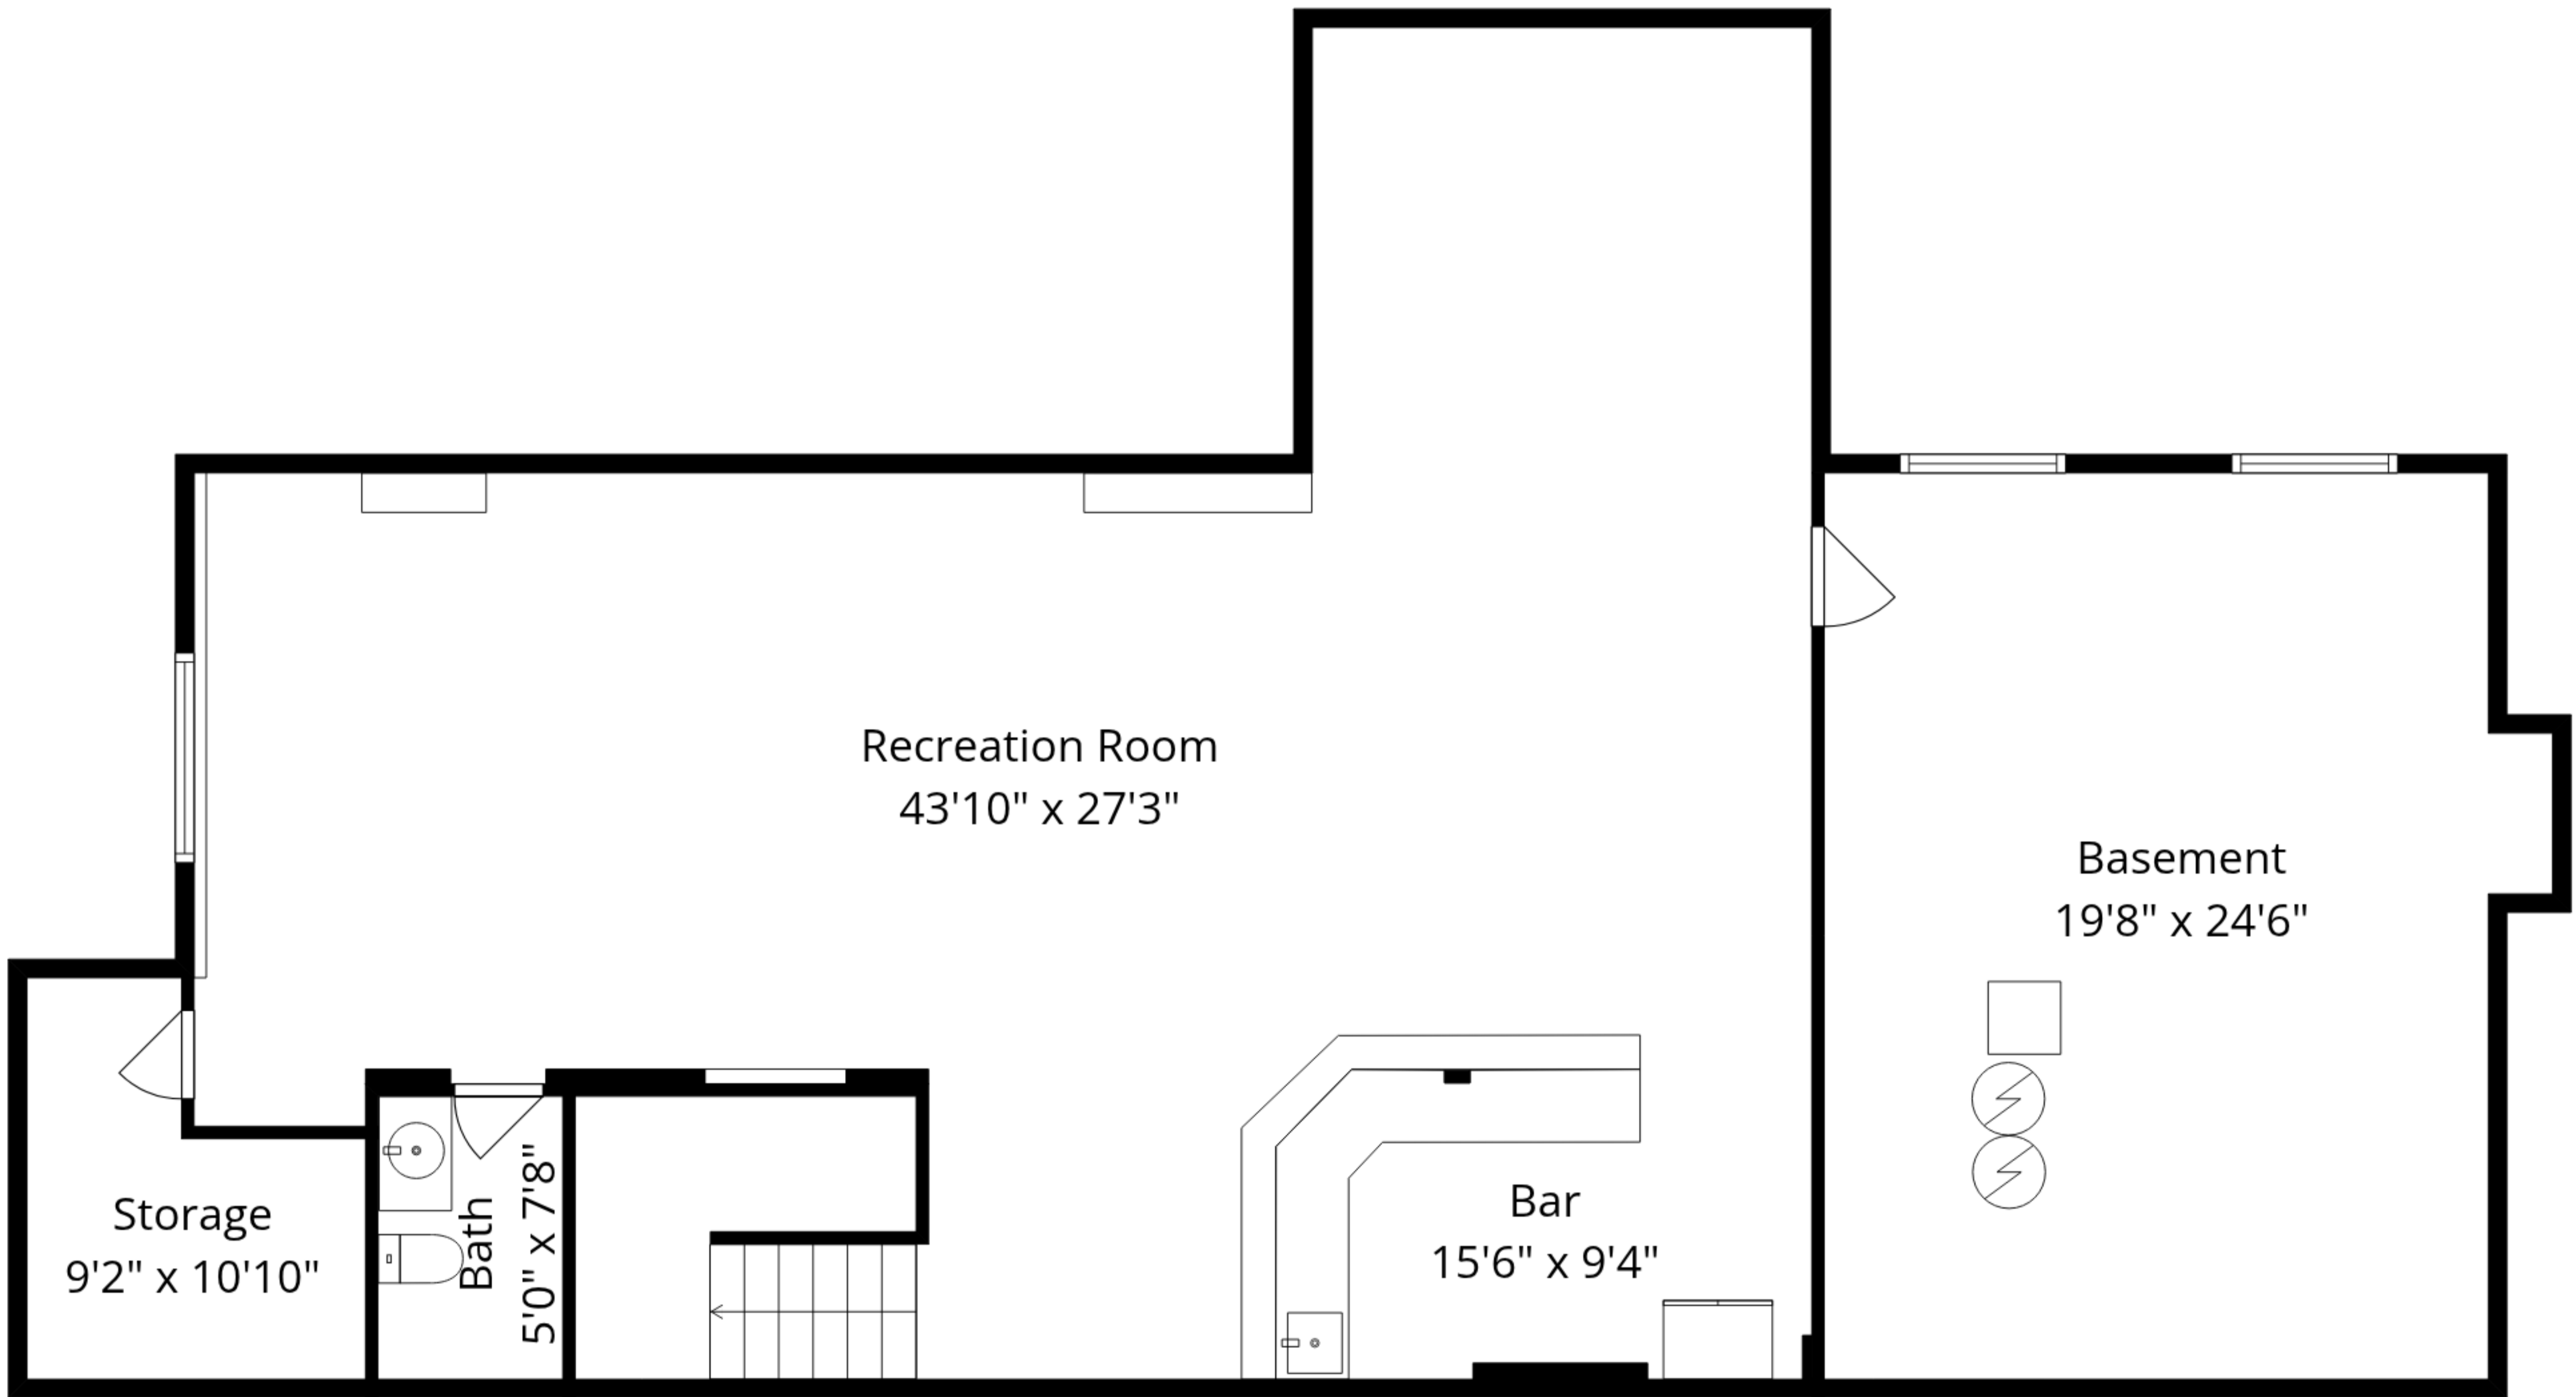 Recreation Room
43'10" x 27'3"
Basement
19'8" x 24'6"
Storage
9'2" x 10'10"
Bath
5'0" x 7'8"
Bar
15'6" x 9'4"